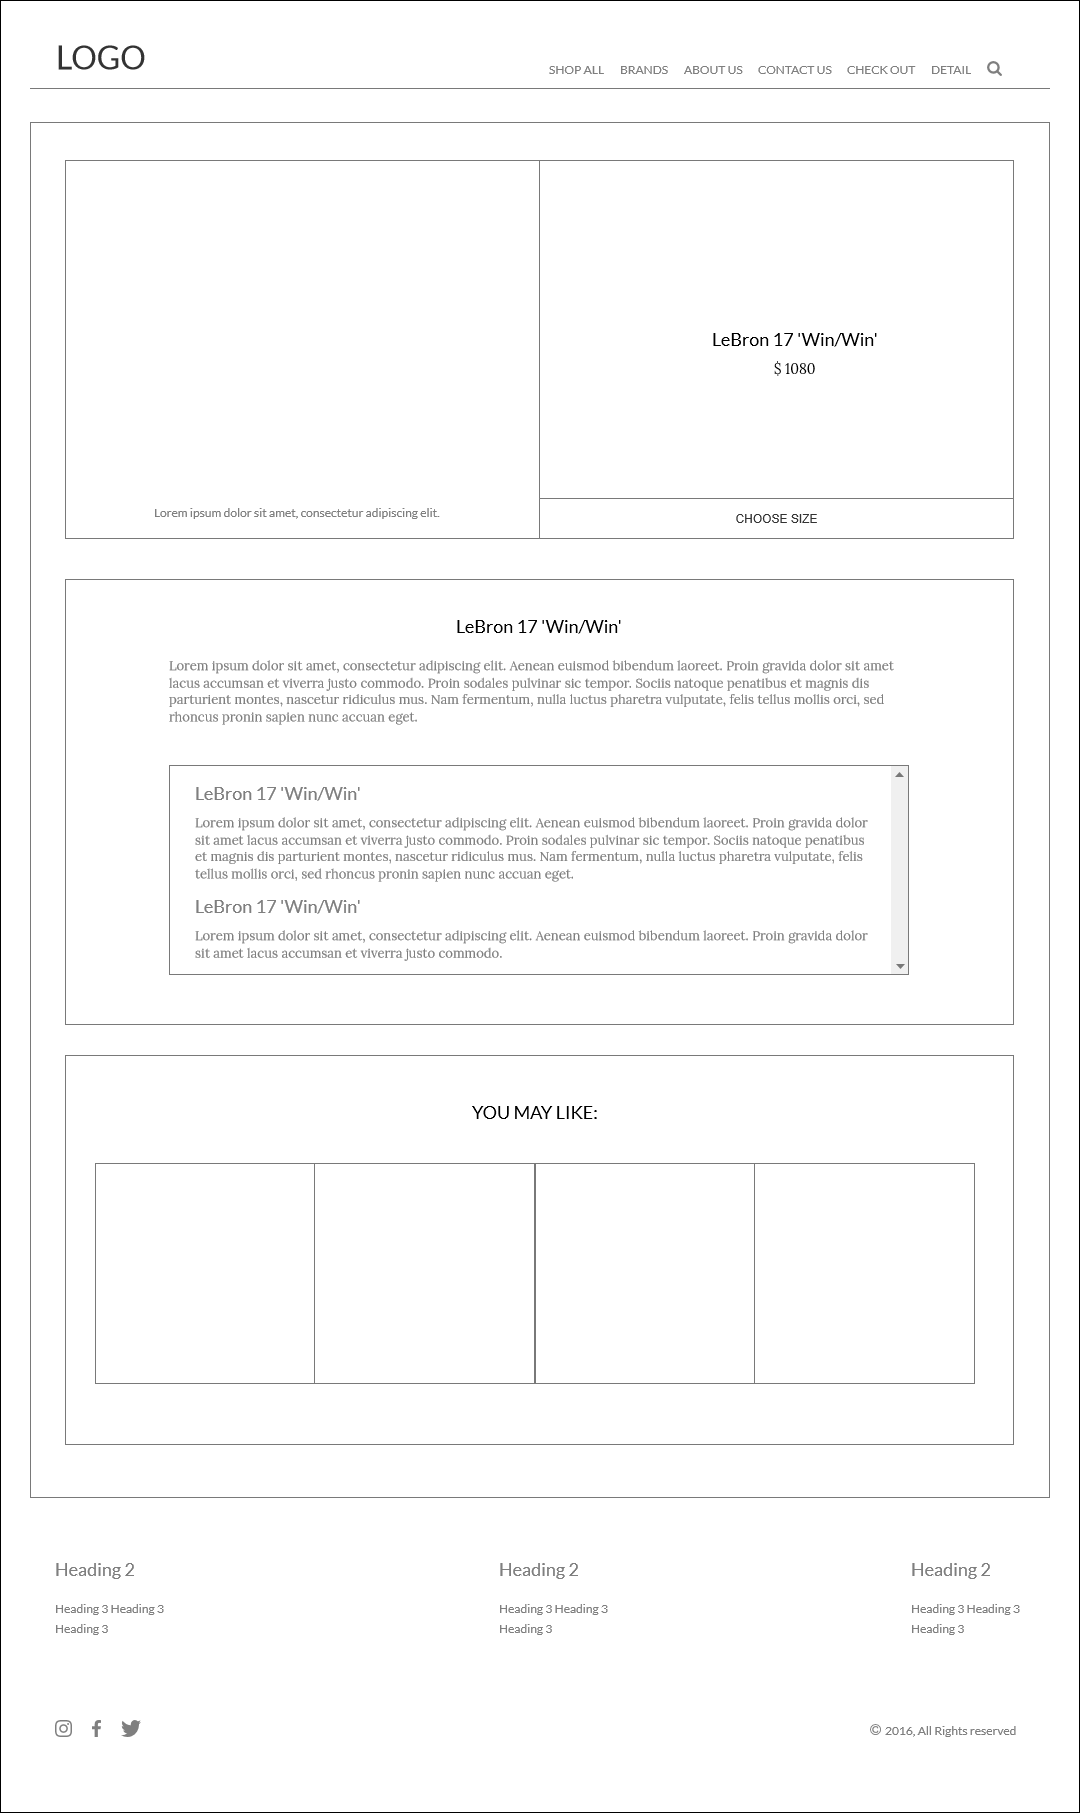 LOGO
SHOP ALL BRANDS ABOUT US CONTACT US CHECK OUT DETAIL
LeBron 17 'Win/Win'
$ 1080
Lorem ipsum dolor sit amet, consectetur adipiscing elit.
CHOOSE SIZE
LeBron 17 'Win/Win'
Lorem ipsum dolor sit amet, consectetur adipiscing elit. Aenean euismod bibendum laoreet. Proin gravida dolor sit amet
lacus accumsan et viverra justo commodo. Proin sodales pulvinar sic tempor. Sociis natoque penatibus et magnis dis
parturient montes, nascetur ridiculus mus. Nam fermentum, nulla luctus pharetra vulputate, felis tellus mollis orci, sed
rhoncus pronin sapien nunc accuan eget.
LeBron 17 'Win/Win'
Lorem ipsum dolor sit amet, consectetur adipiscing elit. Aenean euismod bibendum laoreet. Proin gravida dolor
sit amet lacus accumsan et viverra justo commodo. Proin sodales pulvinar sic tempor. Sociis natoque penatibus
et magnis dis parturient montes, nascetur ridiculus mus. Nam fermentum, nulla luctus pharetra vulputate, felis
tellus mollis orci, sed rhoncus pronin sapien nunc accuan eget.
LeBron 17 'Win/Win'
Lorem ipsum dolor sit amet, consectetur adipiscing elit. Aenean euismod bibendum laoreet. Proin gravida dolor
sit amet lacus accumsan et viverra justo commodo.
YOU MAY LIKE:
Heading 2
Heading 3 Heading 3
Heading 3
Heading 2
Heading 3 Heading 3
Heading 3
Heading 2
Heading 3 Heading 3
Heading 3
© 2016, All Rights reserved